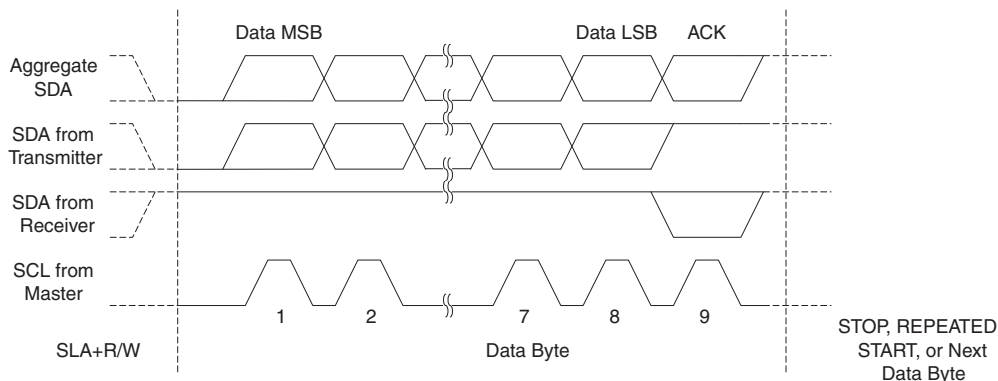 Data MSB
Data LSB
ACK
Aggregate
SDA
SDA from
Transmitter
SDA from
Receiver
SCL from
Master
1
2
7
8
9
SLA+R/W
Data Byte
STOP, REPEATED
START, or Next
Data Byte